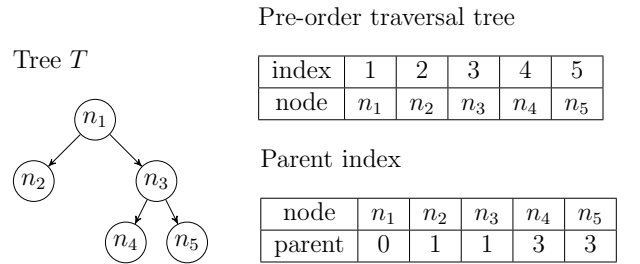 Tree T
n1
n2
n3
n4 n5
Pre-order traversal tree
index 1 2 3 4 5
node n1 n2 n3 n4 n5
Parent index
node n1 n2 n3 n4 n5
parent 0 1 1 3 3